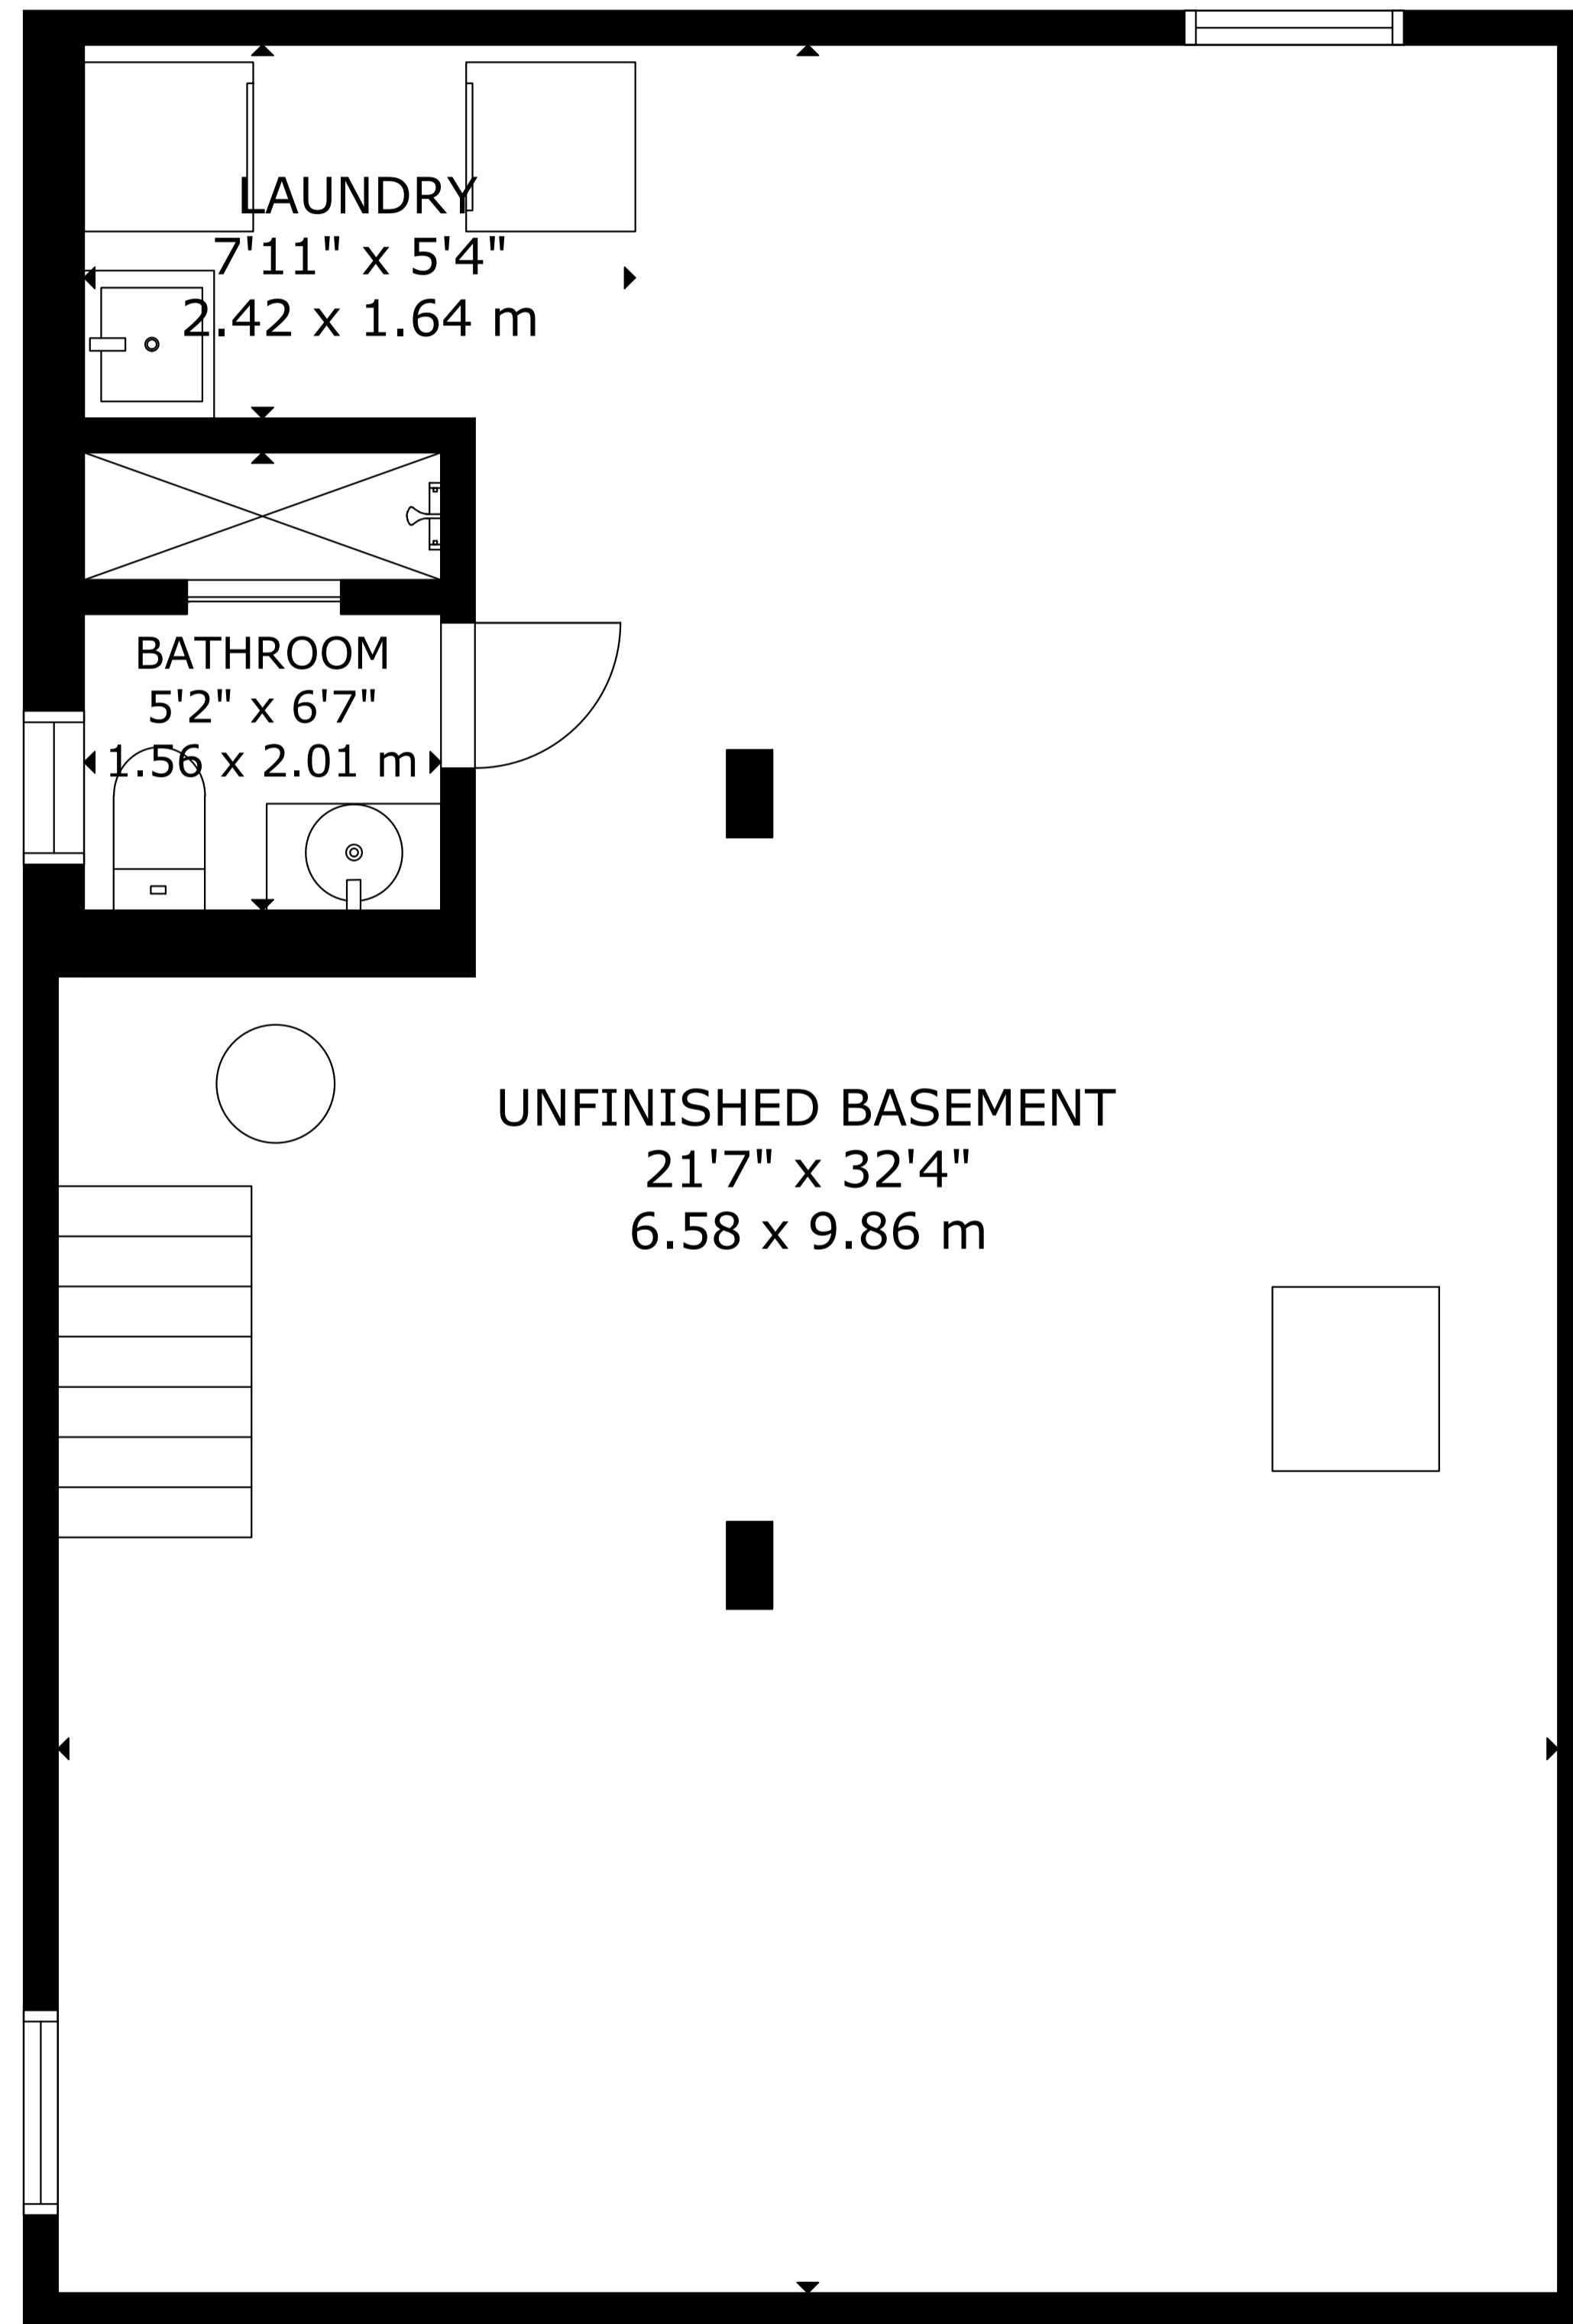 LAUNDRY
7'11" x 5'4"
2.42 x 1.64 m
BATHROOM
5'2" x 6'7"
1.56 x 2.01 m
UNFINISHED BASEMENT
21'7" x 32'4"
6.58 x 9.86 m